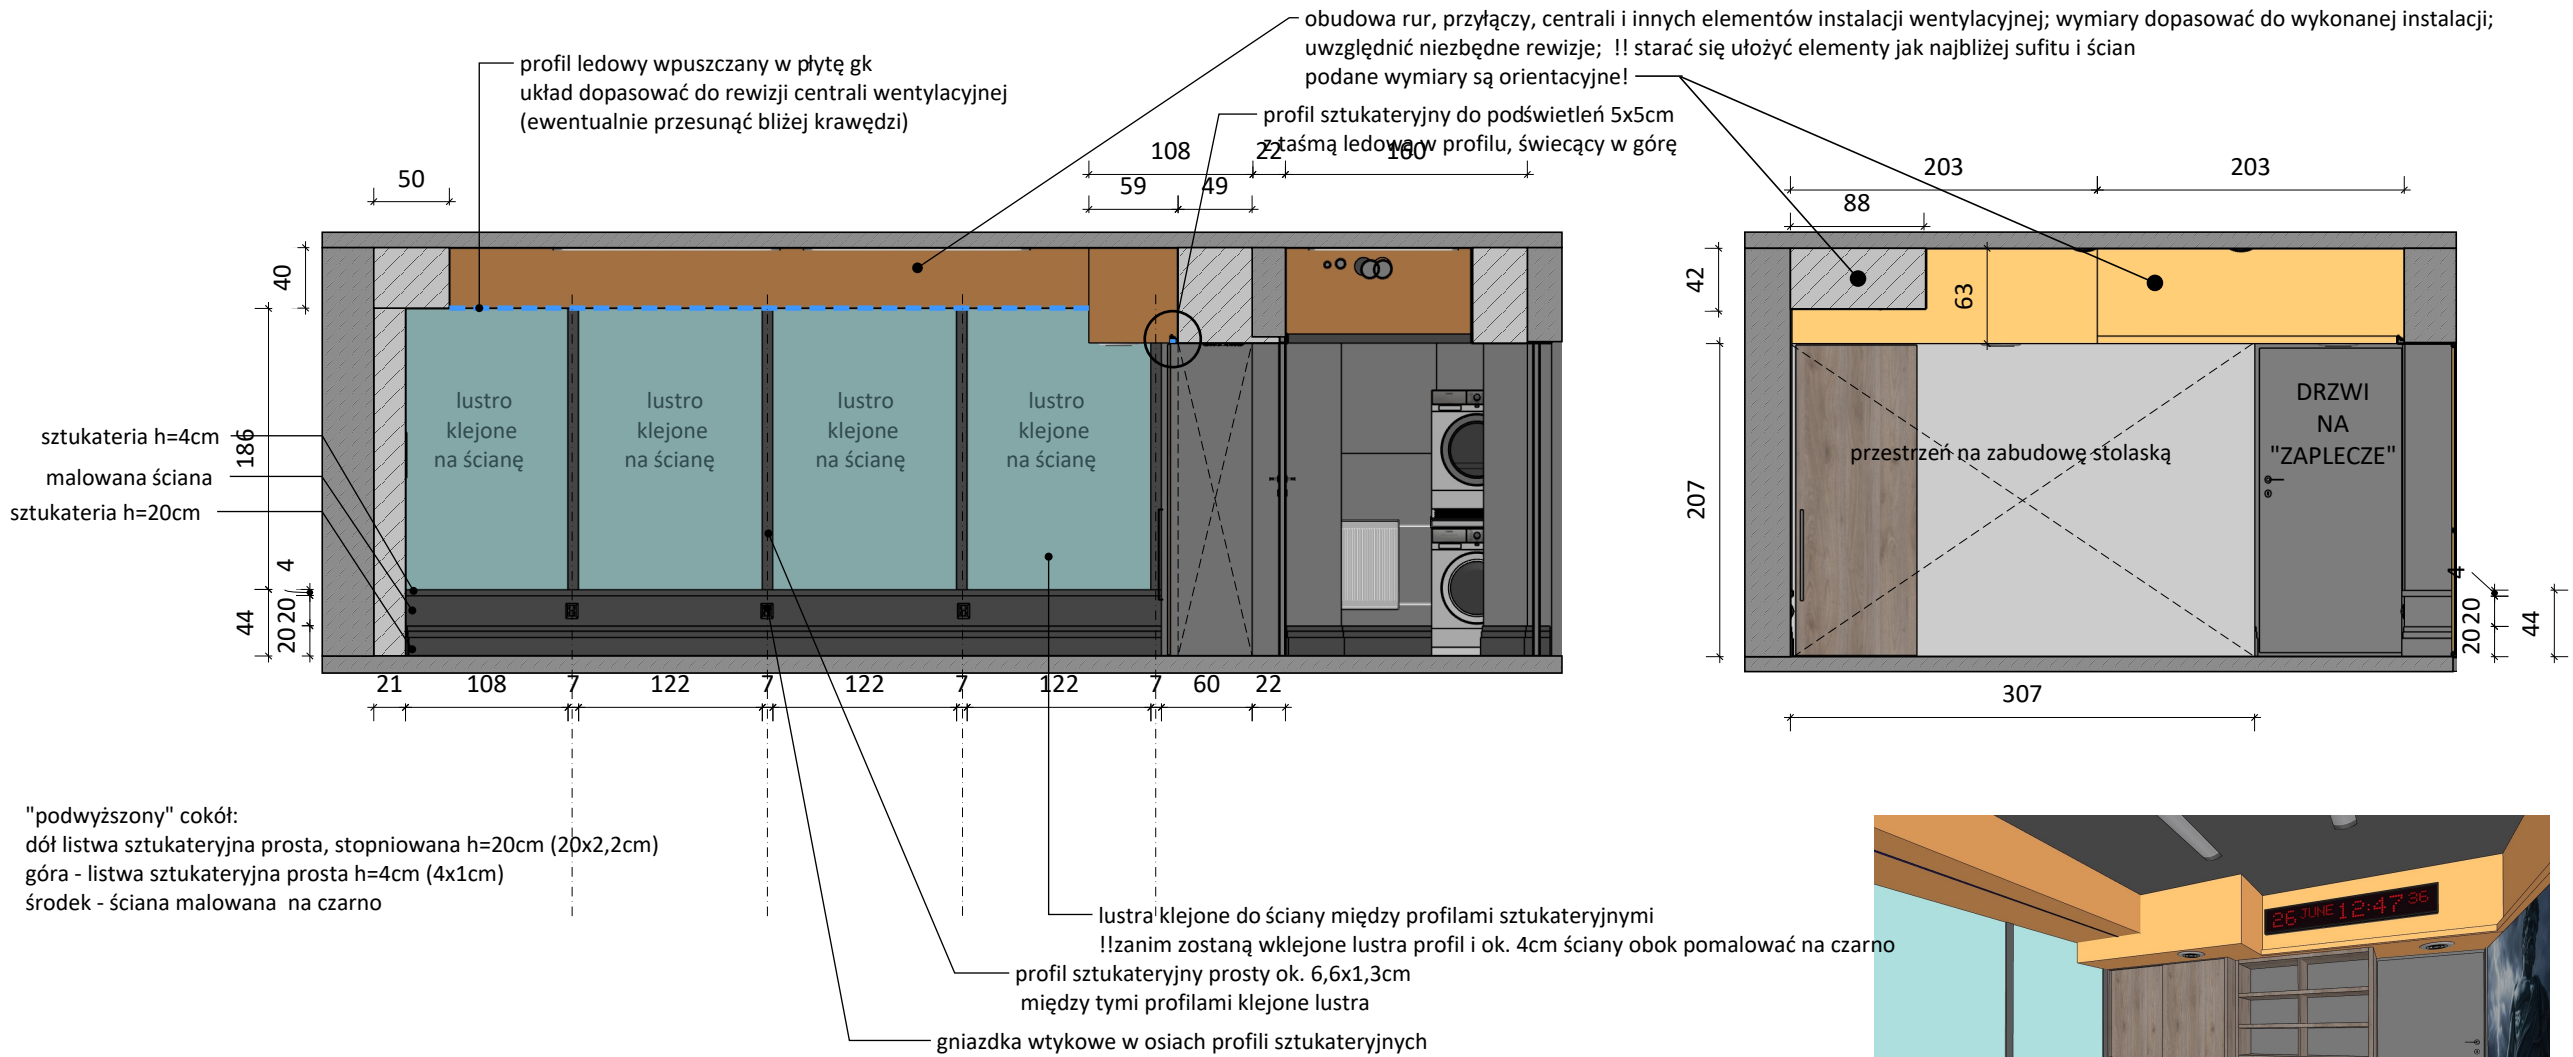 obudowa rur, przyłączy, centrali i innych elementów instalacji wentylacyjnej; wymiary dopasować do wykonanej instalacji;
uwzględnić niezbędne rewizje;  !! starać się ułożyć elementy jak najbliżej sufitu i ścian
podane wymiary są orientacyjne!
profil ledowy wpuszczany w płytę gk
układ dopasować do rewizji centrali wentylacyjnej
(ewentualnie przesunąć bliżej krawędzi)
profil sztukateryjny do podświetleń 5x5cm
z taśmą ledową w profilu, świecący w górę
50
108
22
160
59
49
203
203
88
40
186
44
4
20
20
42
63
207
lustro
klejone
na ścianę
lustro
klejone
na ścianę
lustro
klejone
na ścianę
lustro
klejone
na ścianę
sztukateria h=4cm
malowana ściana
sztukateria h=20cm
przestrzeń na zabudowę stolaską
DRZWI
NA
"ZAPLECZE"
4
20
20
44
21
108
7
122
7
122
7
122
7
60
22
307
"podwyższony" cokół:
dół listwa sztukateryjna prosta, stopniowana h=20cm (20x2,2cm)
góra - listwa sztukateryjna prosta h=4cm (4x1cm)
środek - ściana malowana  na czarno
lustra klejone do ściany między profilami sztukateryjnymi
!!zanim zostaną wklejone lustra profil i ok. 4cm ściany obok pomalować na czarno
profil sztukateryjny prosty ok. 6,6x1,3cm
między tymi profilami klejone lustra
gniazdka wtykowe w osiach profili sztukateryjnych
26 JUNE 12:47 36